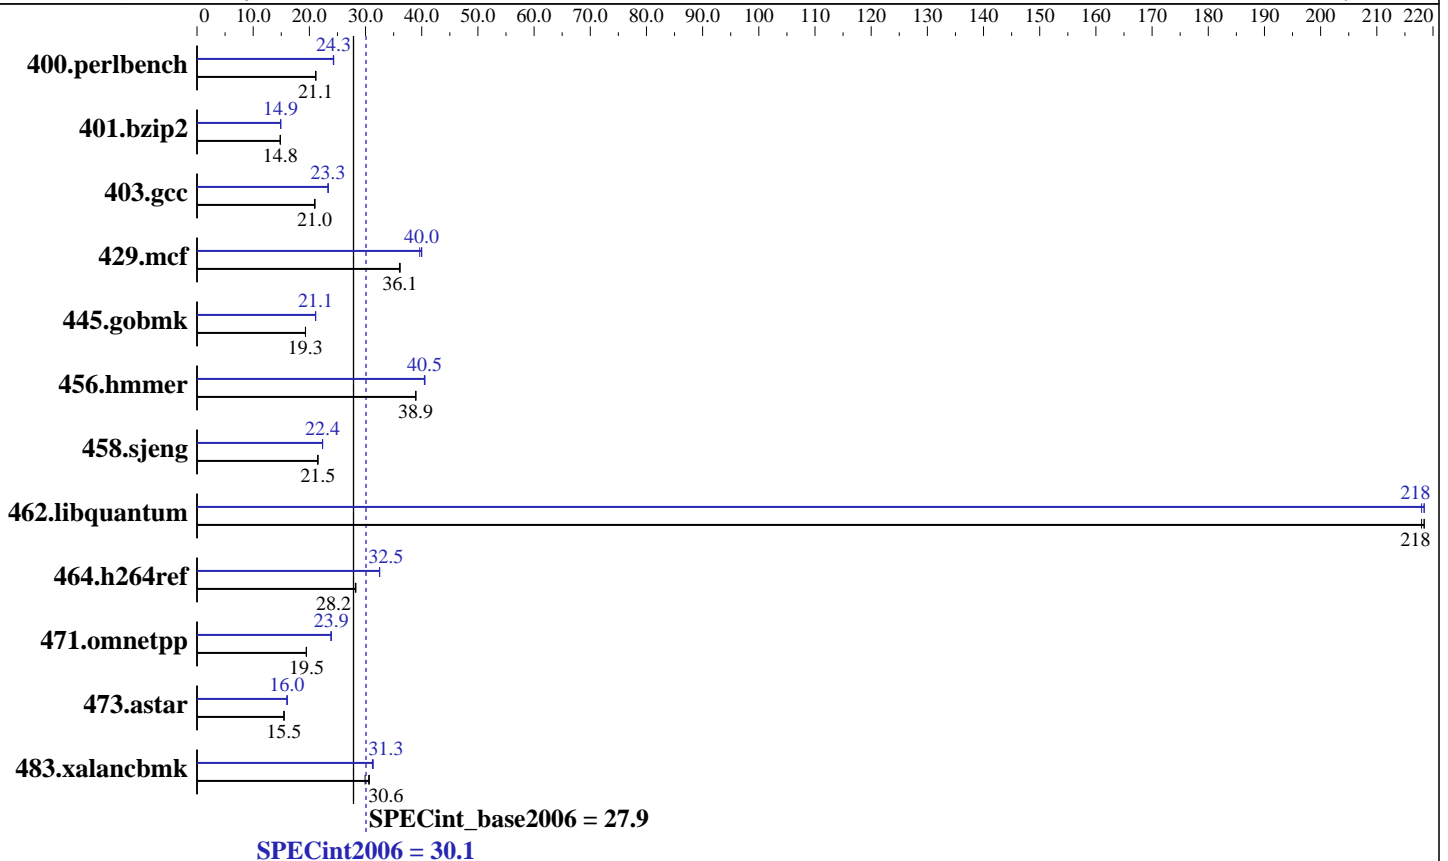 0 10.0 20.0 30.0 40.0 50.0 60.0 70.0 80.0 90.0 100 110 120 130 140 150 160 170 180 190 200 210 220
24.3
400.perlbench
21.1
14.9
401.bzip2
14.8
23.3
403.gcc
21.0
40.0
429.mcf
36.1
21.1
445.gobmk
19.3
40.5
456.hmmer
38.9
22.4
458.sjeng
21.5
218
462.libquantum
218
32.5
464.h264ref
28.2
23.9
471.omnetpp
19.5
16.0
473.astar
15.5
31.3
483.xalancbmk
30.6
SPECint_base2006 = 27.9
SPECint2006 = 30.1